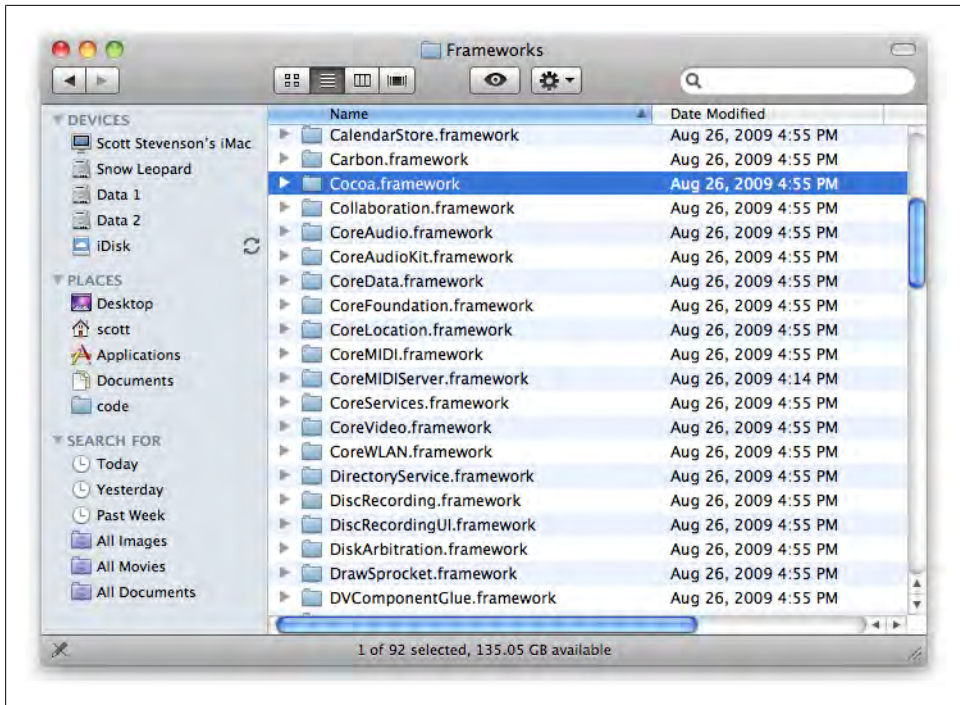 Frameworks
DEVICES
Scott Stevenson's iMac
Snow Leopard
Data 1
Data 2
iDisk
PLACES
Desktop
scott
Applications
Documents
code
SEARCH FOR
Today
Yesterday
Past Week
All Images
All Movies
All Documents
Name Date Modified
CalendarStore.framework Aug 26, 2009 4:55 PM
Carbon.framework Aug 26, 2009 4:55 PM
Cocoa.framework Aug 26, 2009 4:55 PM
Collaboration.framework Aug 26, 2009 4:55 PM
CoreAudio.framework Aug 26, 2009 4:55 PM
CoreAudioKit.framework Aug 26, 2009 4:55 PM
CoreData.framework Aug 26, 2009 4:55 PM
CoreFoundation.framework Aug 26, 2009 4:55 PM
CoreLocation.framework Aug 26, 2009 4:55 PM
CoreMIDI.framework Aug 26, 2009 4:55 PM
CoreMIDIServer.framework Aug 26, 2009 4:14 PM
CoreServices.framework Aug 26, 2009 4:55 PM
CoreVideo.framework Aug 26, 2009 4:55 PM
CoreWLAN.framework Aug 26, 2009 4:55 PM
DirectoryService.framework Aug 26, 2009 4:55 PM
DiscRecording.framework Aug 26, 2009 4:55 PM
DiscRecordingUI.framework Aug 26, 2009 4:55 PM
DiskArbitration.framework Aug 26, 2009 4:55 PM
DrawSprocket.framework Aug 26, 2009 4:55 PM
DVComponentGlue.framework Aug 26, 2009 4:55 PM
1 of 92 selected, 135.05 GB available